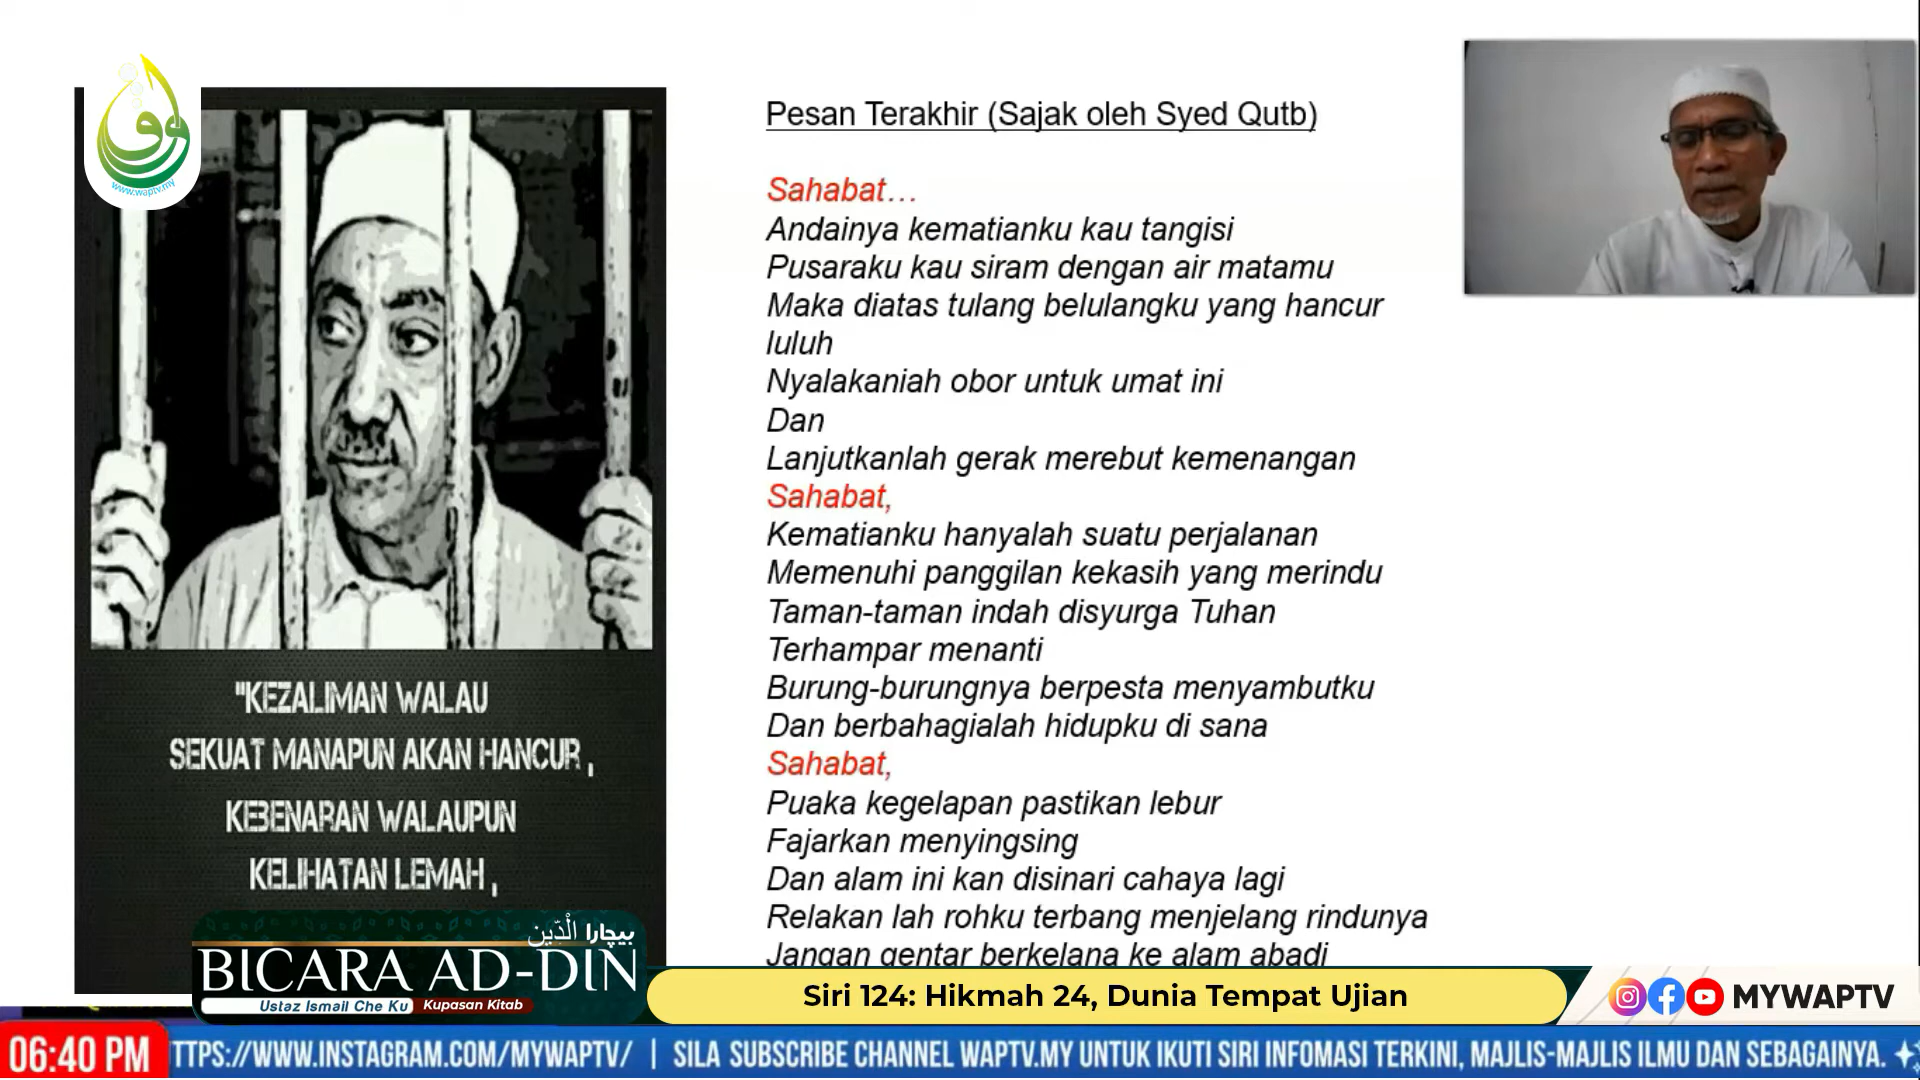 www.waptv.my
Pesan Terakhir (Sajak oleh Syed Qutb)
Sahabat…
Andainya kematianku kau tangisi
Pusaraku kau siram dengan air matamu
Maka diatas tulang belulangku yang hancur
luluh
Nyalakaniah obor untuk umat ini
Dan
Lanjutkanlah gerak merebut kemenangan
Sahabat,
Kematianku hanyalah suatu perjalanan
Memenuhi panggilan kekasih yang merindu
Taman-taman indah disyurga Tuhan
Terhampar menanti
Burung-burungnya berpesta menyambutku
Dan berbahagialah hidupku di sana
Sahabat,
Puaka kegelapan pastikan lebur
Fajarkan menyingsing
Dan alam ini kan disinari cahaya lagi
Relakan lah rohku terbang menjelang rindunya
Jangan gentar berkelana ke alam abadi
"KEZALIMAN WALAU
SEKUAT MANAPUN AKAN HANCUR,
KEBENARAN WALAUPUN
KELIHATAN LEMAH,
بيچارا الْدِّين
BICARA AD-DIN
Ustaz Ismail Che Ku Kupasan Kitab
Siri 124: Hikmah 24, Dunia Tempat Ujian
MYWAPTV
06:40 PM TTPS://WWW.INSTAGRAM.COM/MYWAPTV/ | SILA SUBSCRIBE CHANNEL WAPTV.MY UNTUK IKUTI SIRI INFOMASI TERKINI, MAJLIS-MAJLIS ILMU DAN SEBAGAINYA.